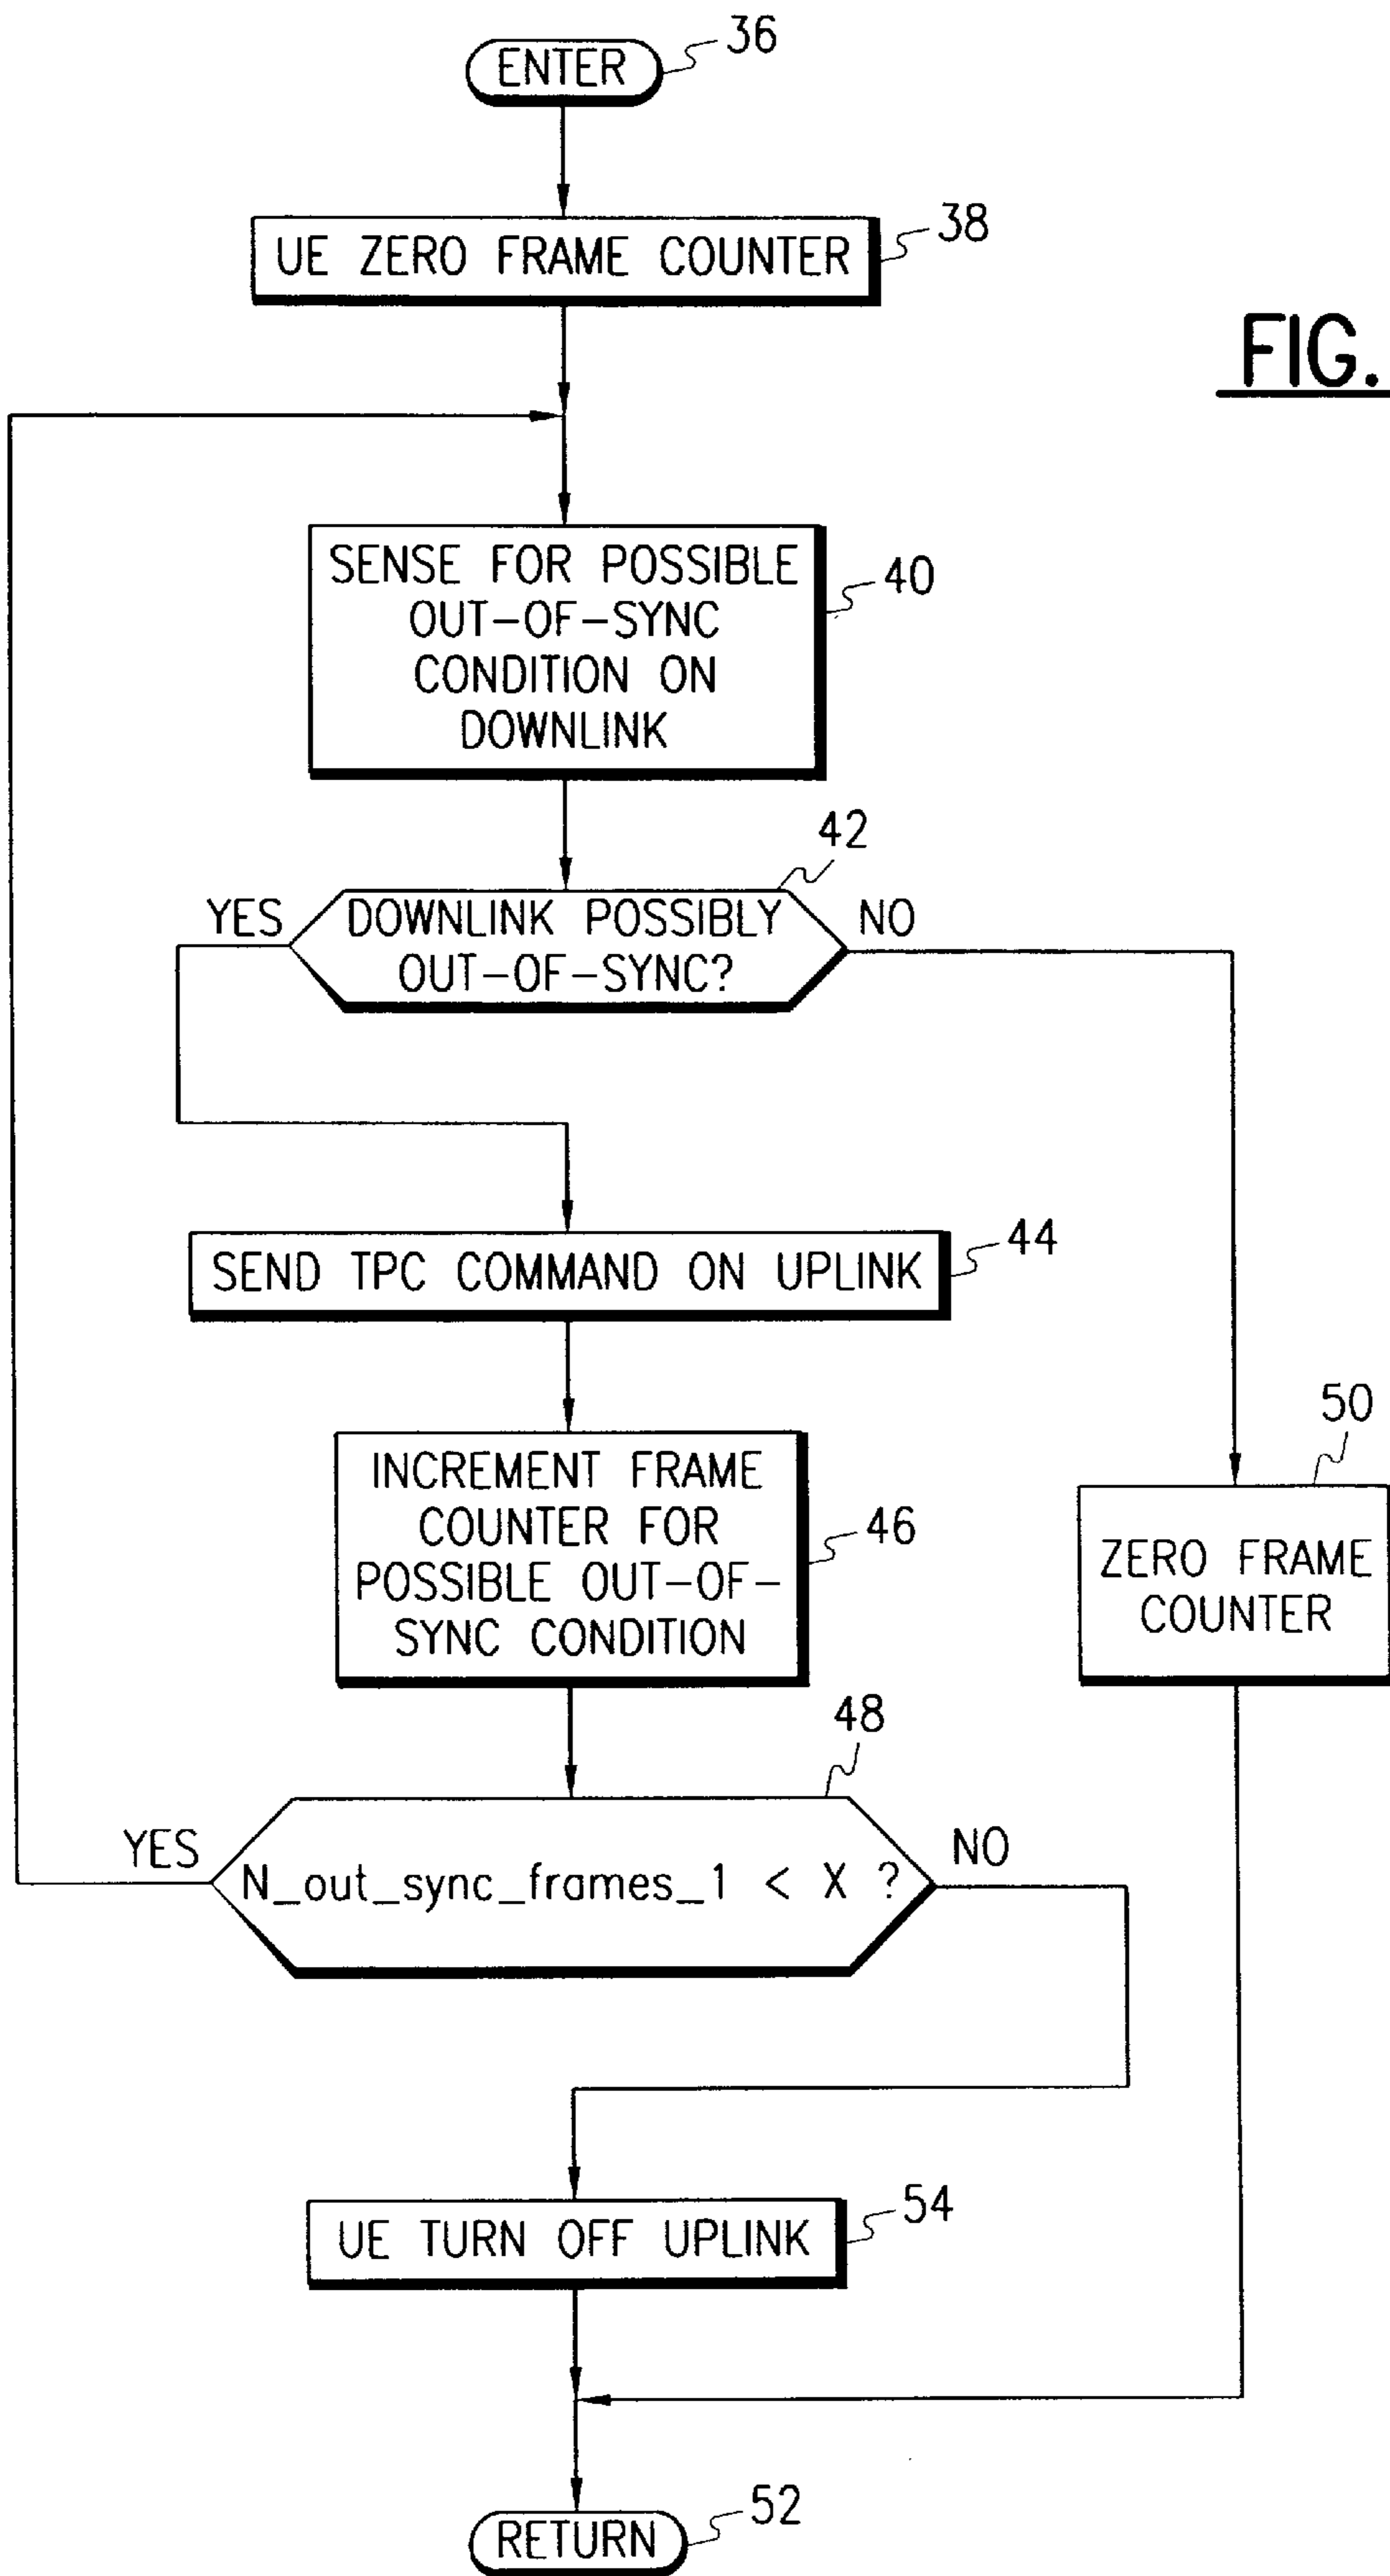 ENTER
36
UE ZERO FRAME COUNTER
38
FIG.
SENSE FOR POSSIBLE
OUT-OF-SYNC
CONDITION ON
DOWNLINK
40
42
YES
DOWNLINK POSSIBLY
OUT-OF-SYNC?
NO
SEND TPC COMMAND ON UPLINK
44
INCREMENT FRAME
COUNTER FOR
POSSIBLE OUT-OF-
SYNC CONDITION
46
50
ZERO FRAME
COUNTER
48
YES
N_out_sync_frames_1 < X ?
NO
UE TURN OFF UPLINK
54
RETURN
52